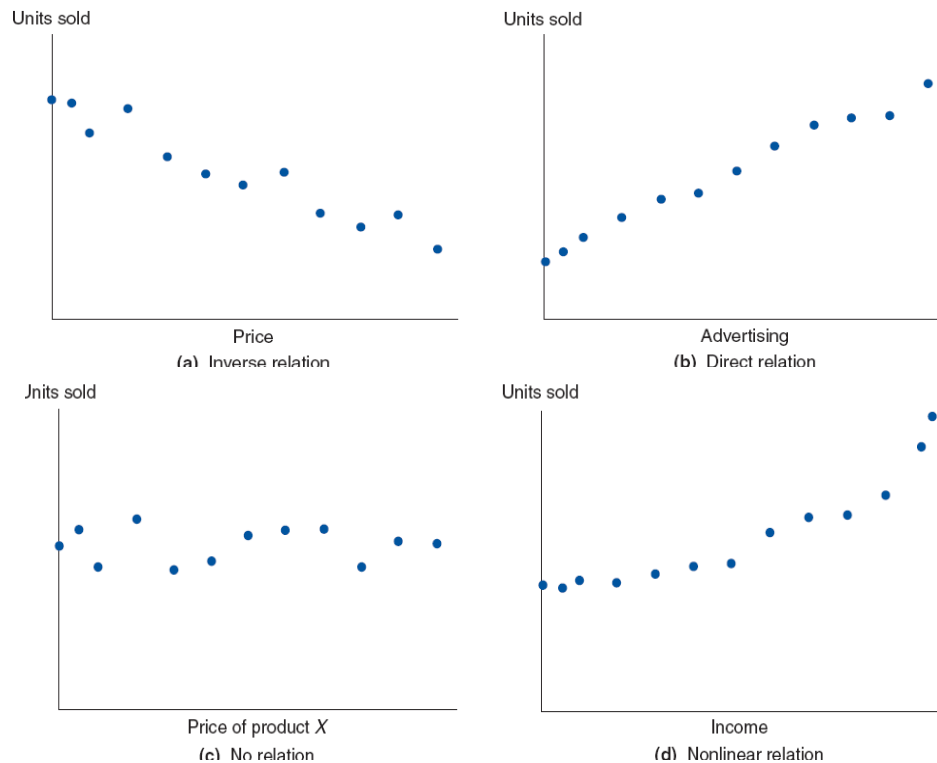 Units sold
Price
(a) Inverse relation
Units sold
Advertising
(b) Direct relation
Units sold
Price of product X
(c) No relation
Units sold
Income
(d) Nonlinear relation